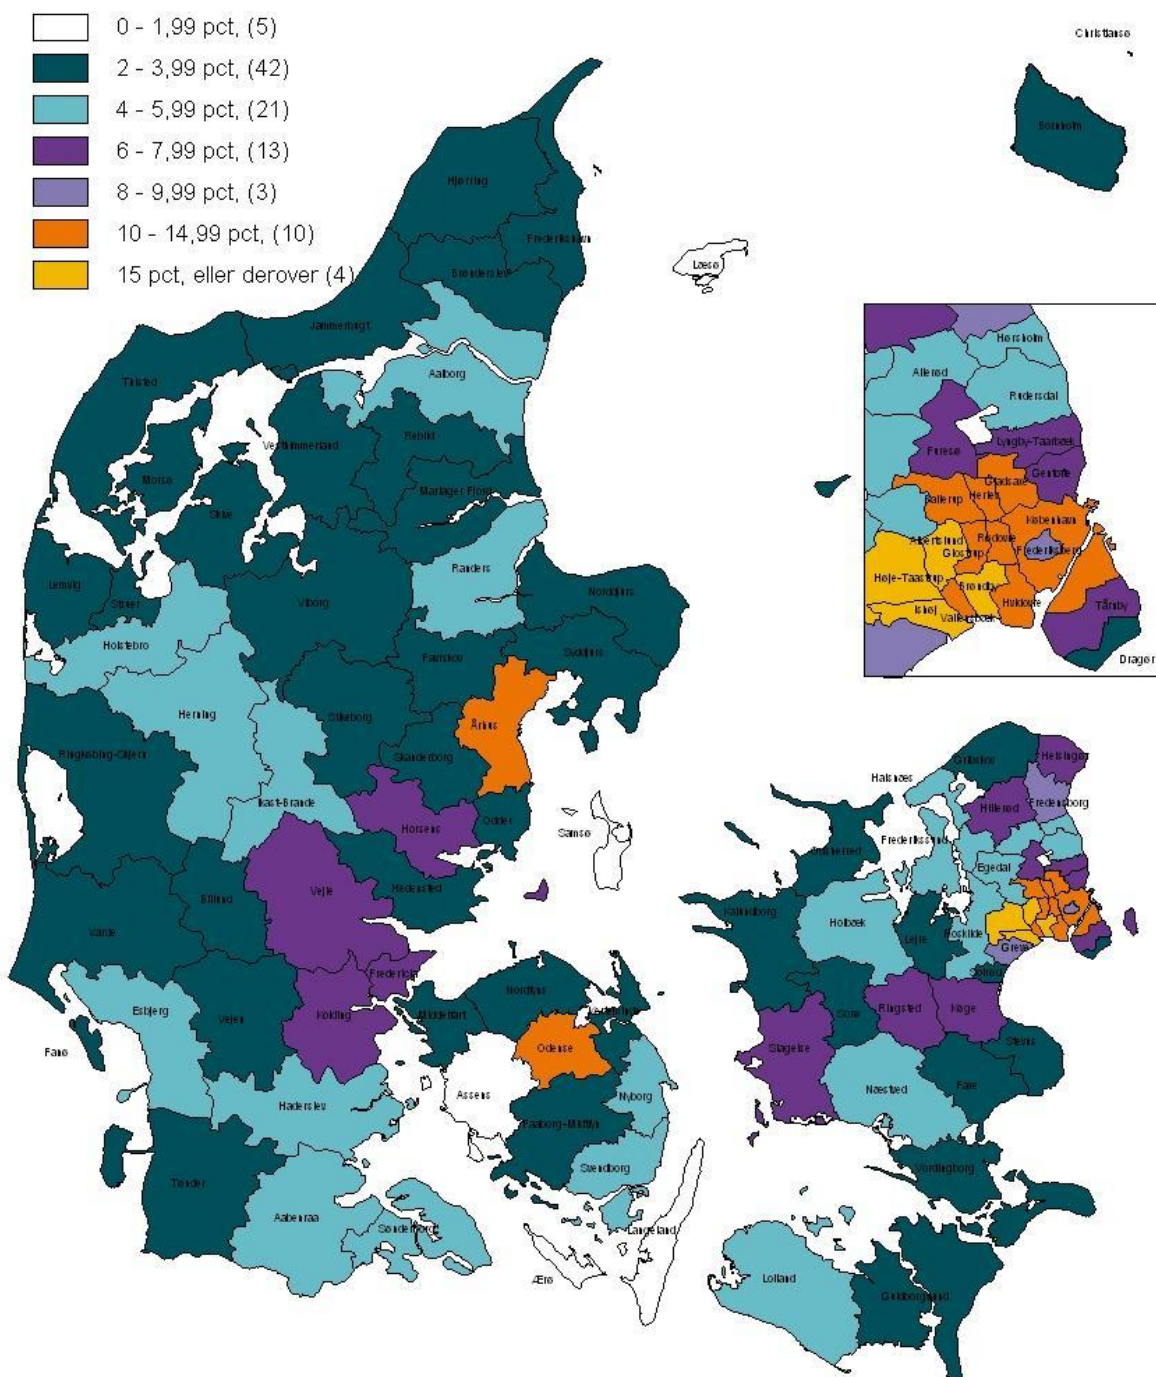 0 - 1,99 pct, (5)
2 - 3,99 pct, (42)
4 - 5,99 pct, (21)
6 - 7,99 pct, (13)
8 - 9,99 pct, (3)
10 - 14,99 pct, (10)
15 pct, eller derover (4)
Christiansø
Bornholm
Hjørring
Frederikshavn
Brønderslev
Læsø
Jammerbugt
Aalborg
Thisted
Vesthimmerland
Rebild
Morsø
Mariager Fjord
Skive
Randers
Lemvig
Struer
Viborg
Norddjurs
Holstebro
Favrskov
Syddjurs
Herning
Silkeborg
Århus
Ringkøbing-Skjern
Skanderborg
Ikast-Brande
Horsens
Odder
Samsø
Vejle
Hedensted
Billund
Varde
Fredericia
Esbjerg
Vejen
Kolding
Middelfart
Nordfyns
Kerteminde
Odense
Fanø
Assens
Nyborg
Haderslev
Faaborg-Midtfyn
Svendborg
Tønder
Aabenraa
Sønderborg
Langeland
Ærø
Hørsholm
Allerød
Rudersdal
Lyngby-Taarbæk
Furesø
Gentofte
Gladsaxe
Ballerup
Herlev
København
Albertslund
Rødovre
Glostrup
Frederiksberg
Høje-Taastrup
Brøndby
Ishøj
Vallensbæk
Hvidovre
Tårnby
Dragør
Gribskov
Helsingør
Halsnæs
Hillerød
Fredensborg
Frederikssund
Odsherred
Egedal
Kalundborg
Holbæk
Lejre
Roskilde
Greve
Solrød
Sorø
Ringsted
Køge
Slagelse
Stevns
Næstved
Faxe
Vordingborg
Lolland
Guldborgsund